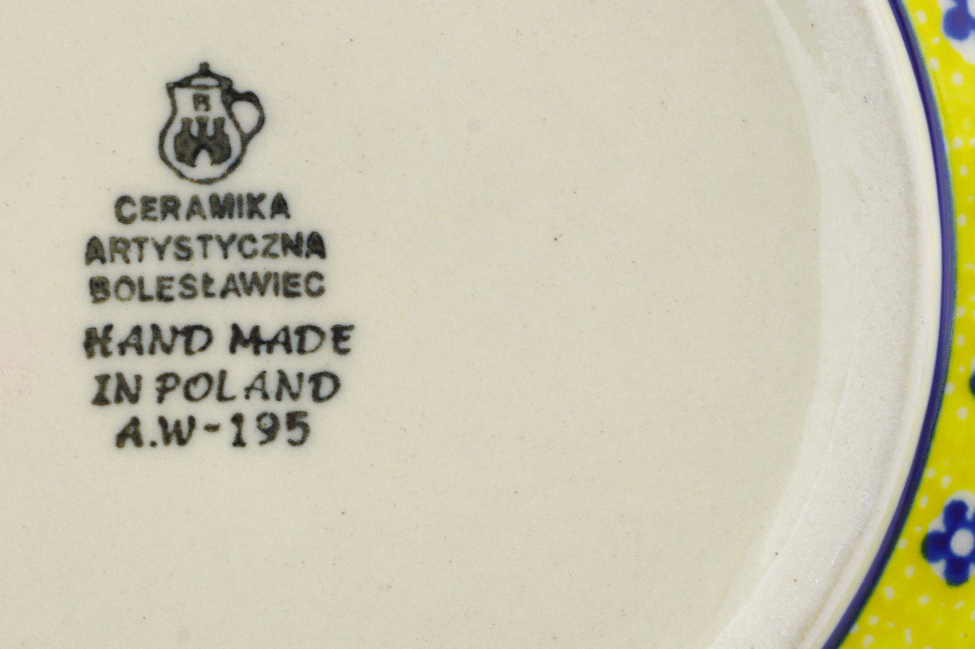 R
CERAMIKA
ARTYSTYCZNA
BOLESŁAWIEC
HAND MADE
IN POLAND
A.W-195